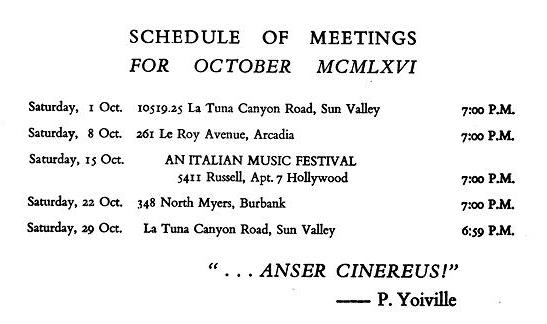 SCHEDULE OF MEETINGS
FOR OCTOBER MCMLXVI
Saturday, 1 Oct. 10519.25 La Tuna Canyon Road, Sun Valley 7:00 P.M.
Saturday, 8 Oct. 261 Le Roy Avenue, Arcadia 7:00 P.M.
Saturday, 15 Oct. AN ITALIAN MUSIC FESTIVAL
5411 Russell, Apt. 7 Hollywood 7:00 P.M.
Saturday, 22 Oct. 348 North Myers, Burbank 7:00 P.M.
Saturday, 29 Oct. La Tuna Canyon Road, Sun Valley 6:59 P.M.
“ . . . ANSER CINEREUS!”
—— P. Yoiville